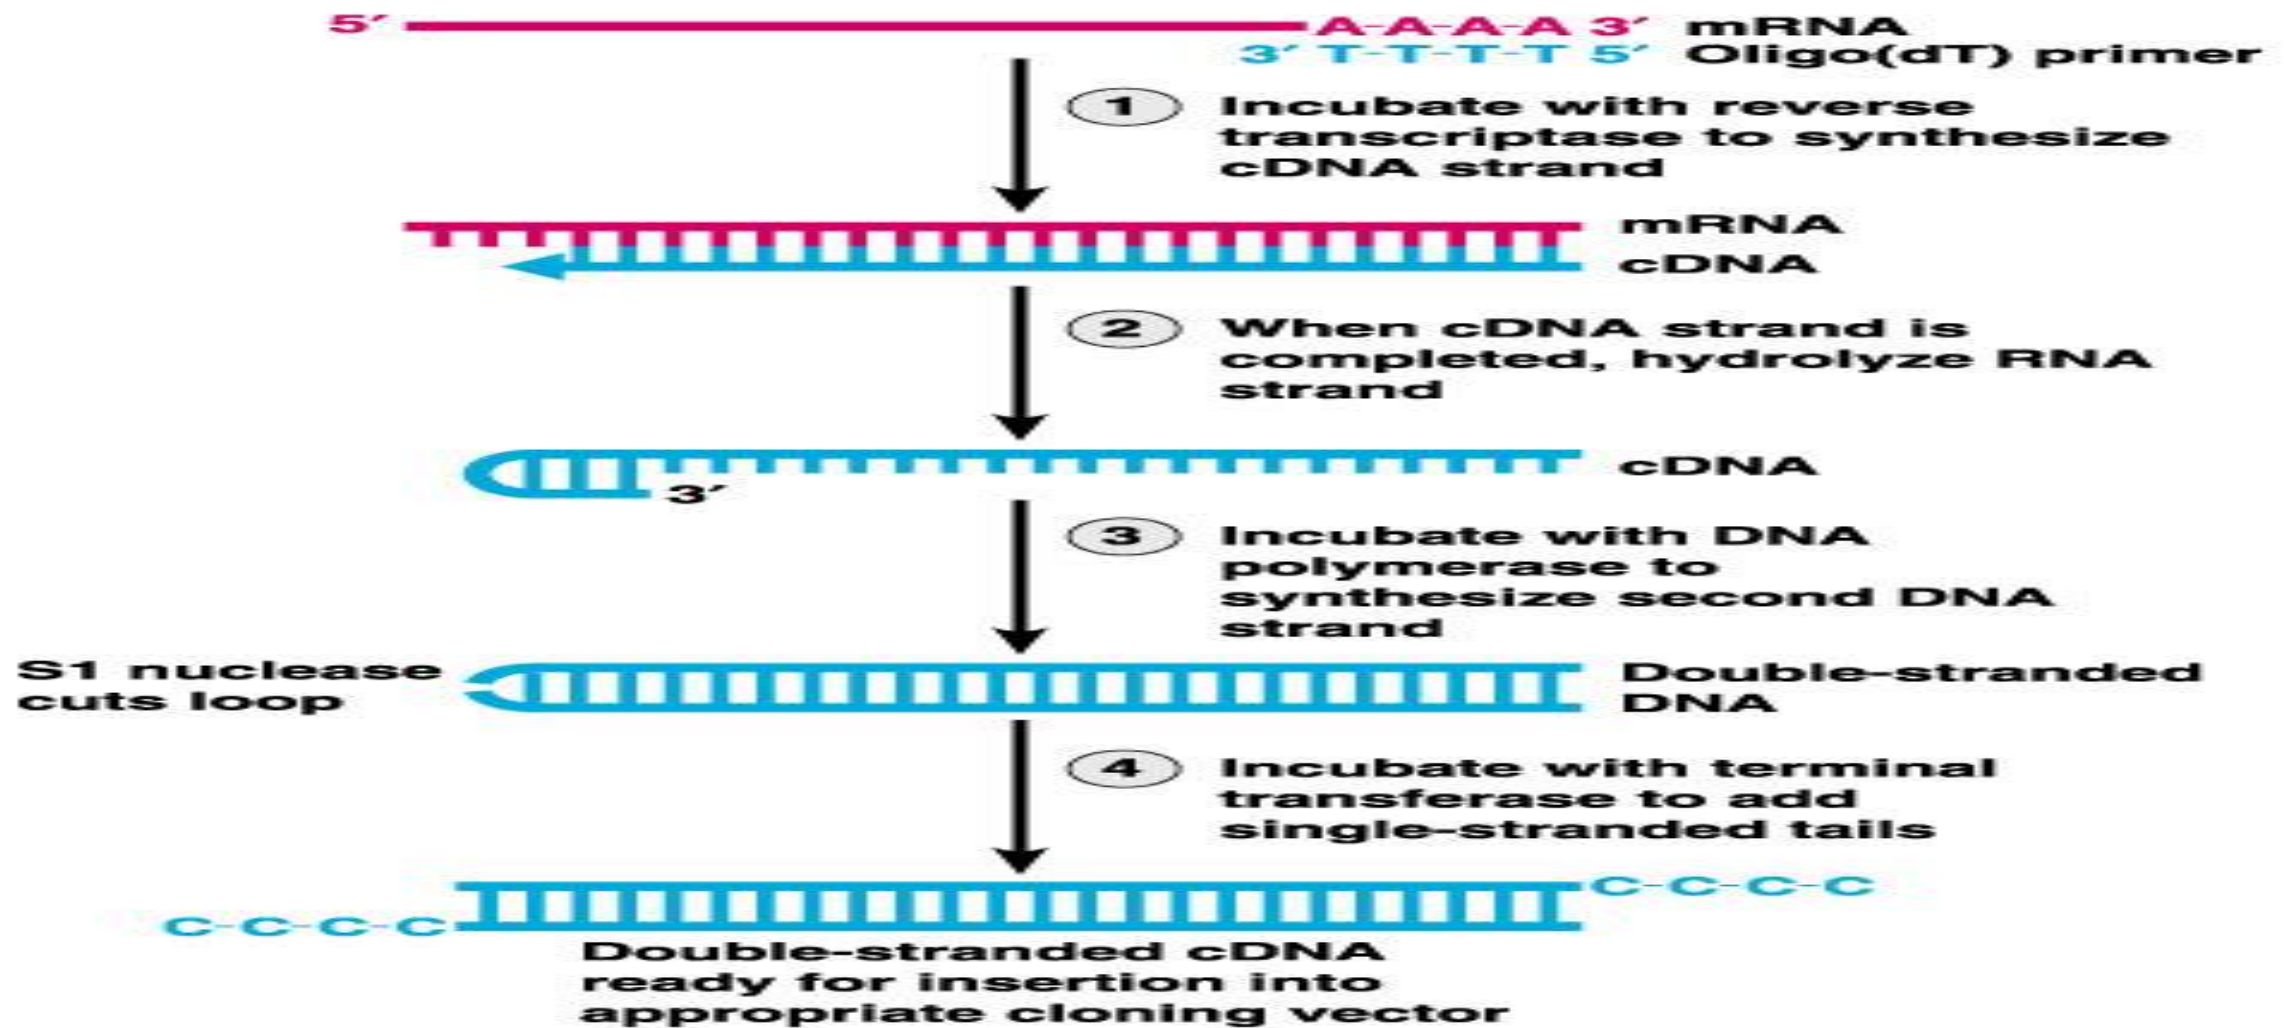 5′ A-A-A-A 3′ mRNA
3′ T-T-T-T 5′ Oligo(dT) primer
1 Incubate with reverse
transcriptase to synthesize
cDNA strand
mRNA
cDNA
2 When cDNA strand is
completed, hydrolyze RNA
strand
cDNA
3′
3 Incubate with DNA
polymerase to
synthesize second DNA
strand
S1 nuclease
cuts loop
Double-stranded
DNA
4 Incubate with terminal
transferase to add
single-stranded tails
C-C-C-C
C-C-C-C
Double-stranded cDNA
ready for insertion into
appropriate cloning vector